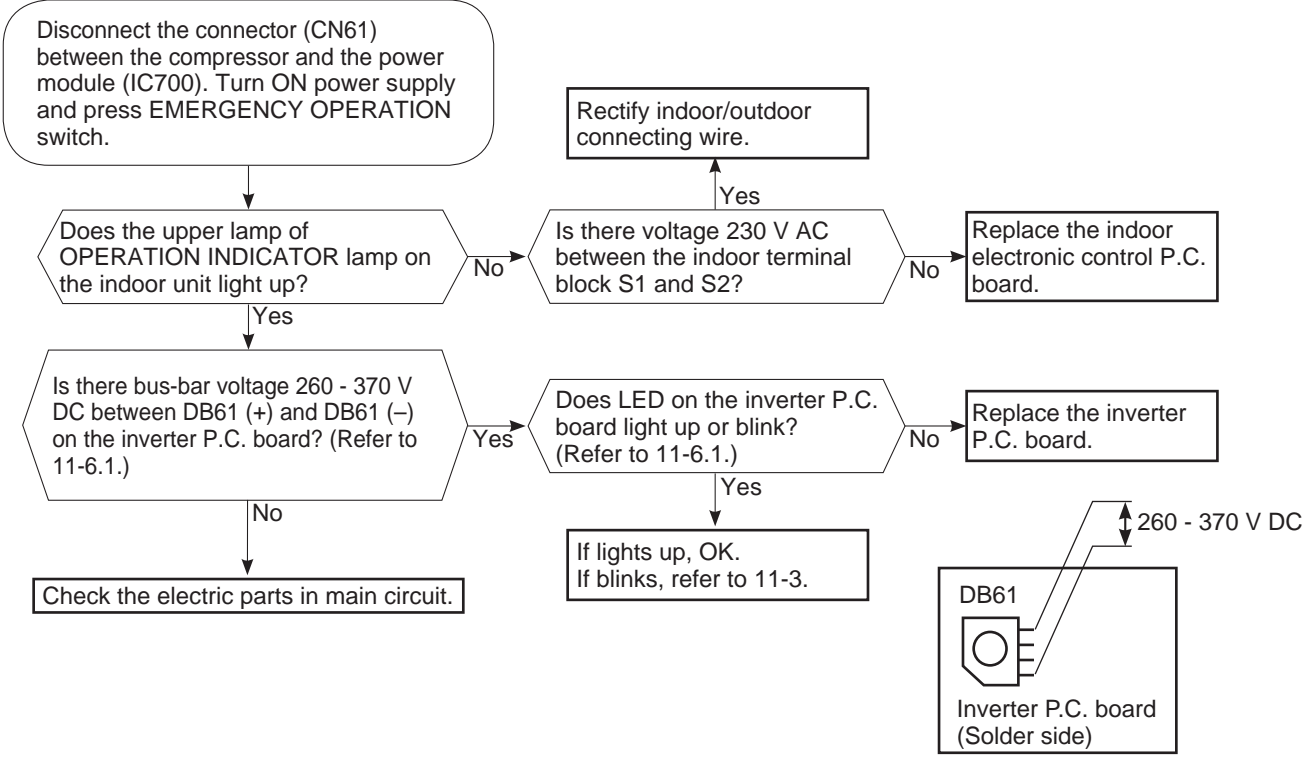 Disconnect the connector (CN61)
between the compressor and the power
module (IC700). Turn ON power supply
and press EMERGENCY OPERATION
switch.
Rectify indoor/outdoor
connecting wire.
Yes
Does the upper lamp of
OPERATION INDICATOR lamp on
the indoor unit light up?
No
Is there voltage 230 V AC
between the indoor terminal
block S1 and S2?
No
Replace the indoor
electronic control P.C.
board.
Yes
Is there bus-bar voltage 260 - 370 V
DC between DB61 (+) and DB61 (–)
on the inverter P.C. board? (Refer to
11-6.1.)
Yes
Does LED on the inverter P.C.
board light up or blink?
(Refer to 11-6.1.)
No
Replace the inverter
P.C. board.
Yes
No
If lights up, OK.
If blinks, refer to 11-3.
Check the electric parts in main circuit.
260 - 370 V DC
DB61
Inverter P.C. board
(Solder side)